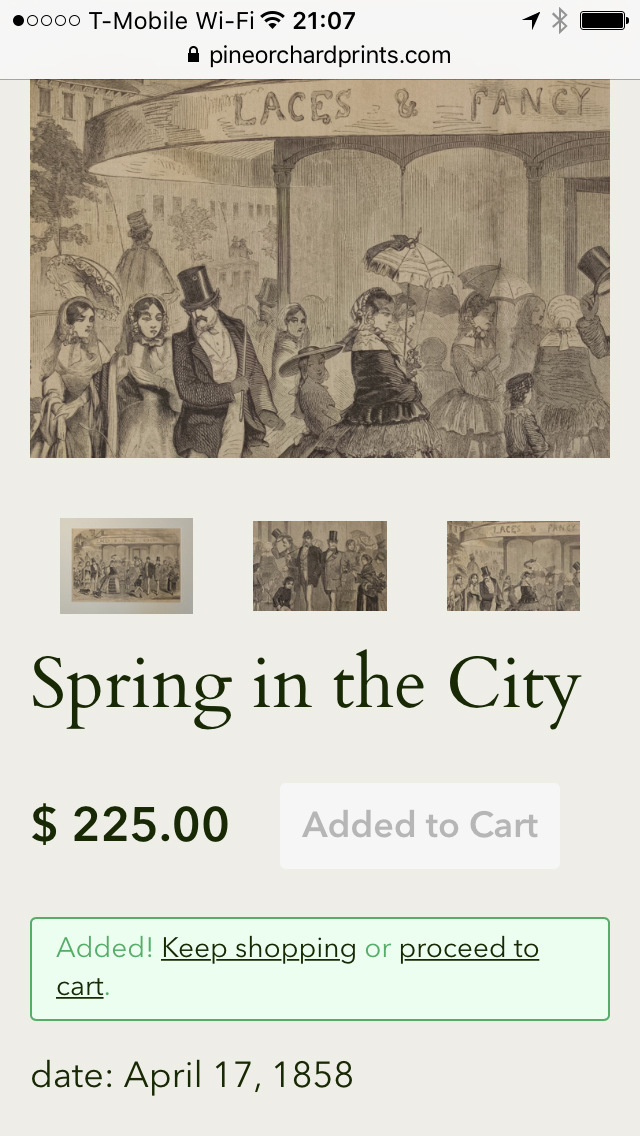 T-Mobile Wi-Fi 21:07
pineorchardprints.com
LACES & FANCY
LACES & FANCY
Spring in the City
$ 225.00 Added to Cart
Added! Keep shopping or proceed to
cart.
date: April 17, 1858